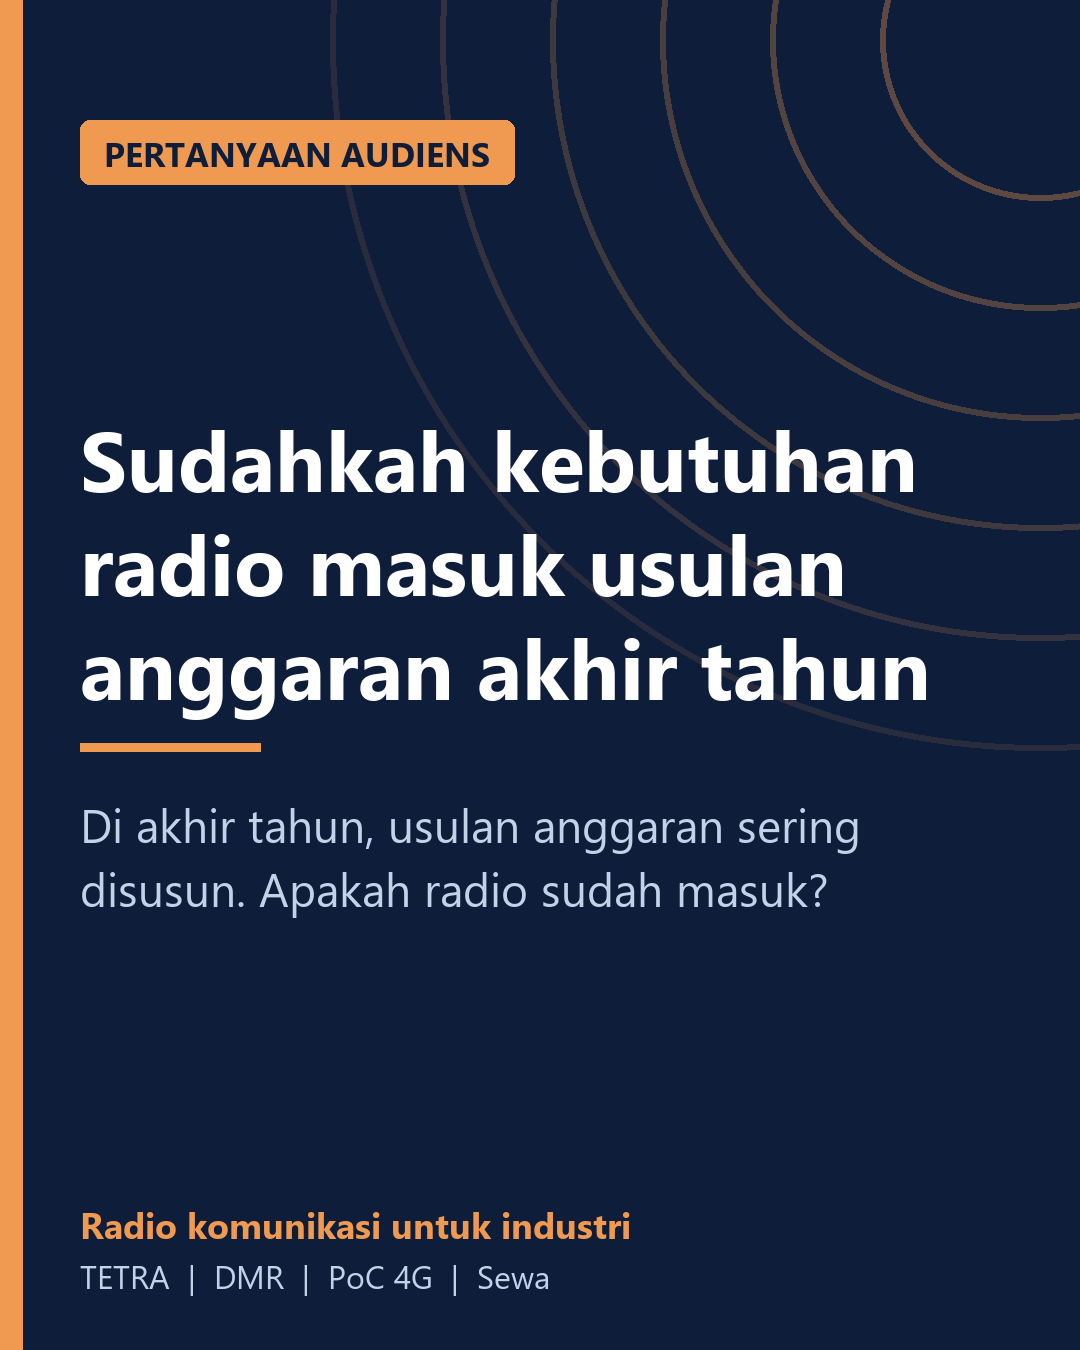 PERTANYAAN AUDIENS
Sudahkah kebutuhan
radio masuk usulan
anggaran akhir tahun
Di akhir tahun, usulan anggaran sering
disusun. Apakah radio sudah masuk?
Radio komunikasi untuk industri
TETRA | DMR | PoC 4G | Sewa